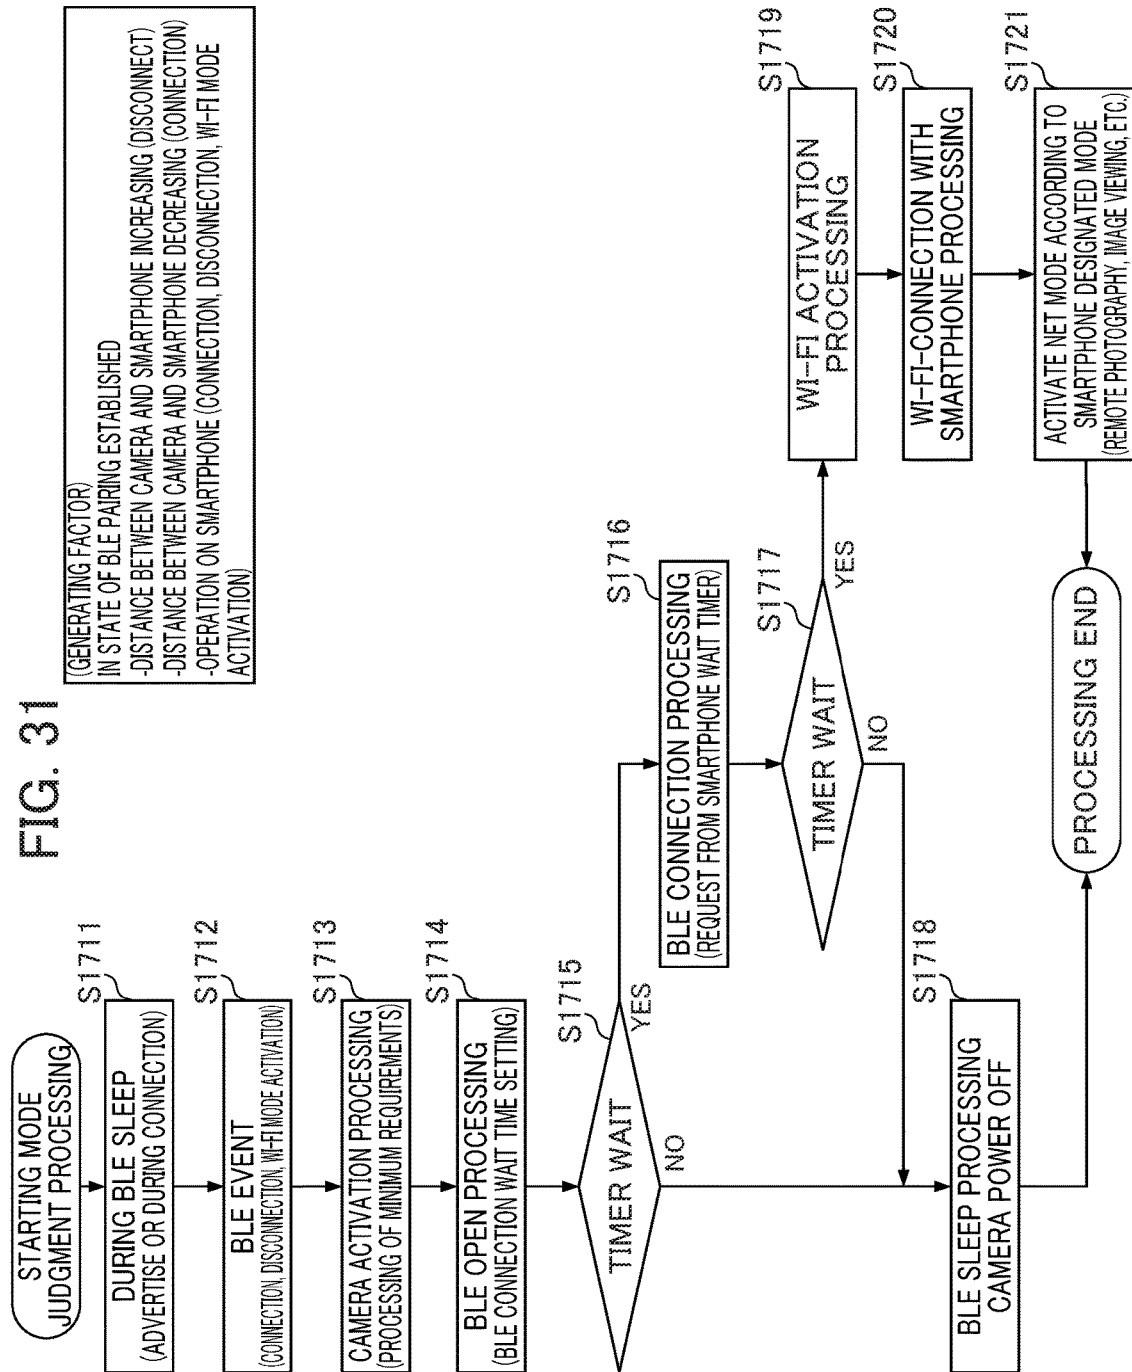 FIG. 31
(GENERATING FACTOR)
IN STATE OF BLE PAIRING ESTABLISHED
-DISTANCE BETWEEN CAMERA AND SMARTPHONE INCREASING (DISCONNECT)
-DISTANCE BETWEEN CAMERA AND SMARTPHONE DECREASING (CONNECTION)
-OPERATION ON SMARTPHONE (CONNECTION, DISCONNECTION, WI-FI MODE
ACTIVATION)
STARTING MODE
JUDGMENT PROCESSING
S1711
DURING BLE SLEEP
(ADVERTISE OR DURING CONNECTION)
S1712
BLE EVENT
(CONNECTION, DISCONNECTION, WI-FI MODE ACTIVATION)
S1713
CAMERA ACTIVATION PROCESSING
(PROCESSING OF MINIMUM REQUIREMENTS)
S1714
BLE OPEN PROCESSING
(BLE CONNECTION WAIT TIME SETTING)
S1715
TIMER WAIT
YES
NO
S1716
BLE CONNECTION PROCESSING
(REQUEST FROM SMARTPHONE WAIT TIMER)
S1717
TIMER WAIT
YES
NO
S1718
BLE SLEEP PROCESSING
CAMERA POWER OFF
S1719
WI-FI ACTIVATION
PROCESSING
S1720
WI-FI-CONNECTION WITH
SMARTPHONE PROCESSING
S1721
ACTIVATE NET MODE ACCORDING TO
SMARTPHONE DESIGNATED MODE
(REMOTE PHOTOGRAPHY, IMAGE VIEWING, ETC.)
PROCESSING END